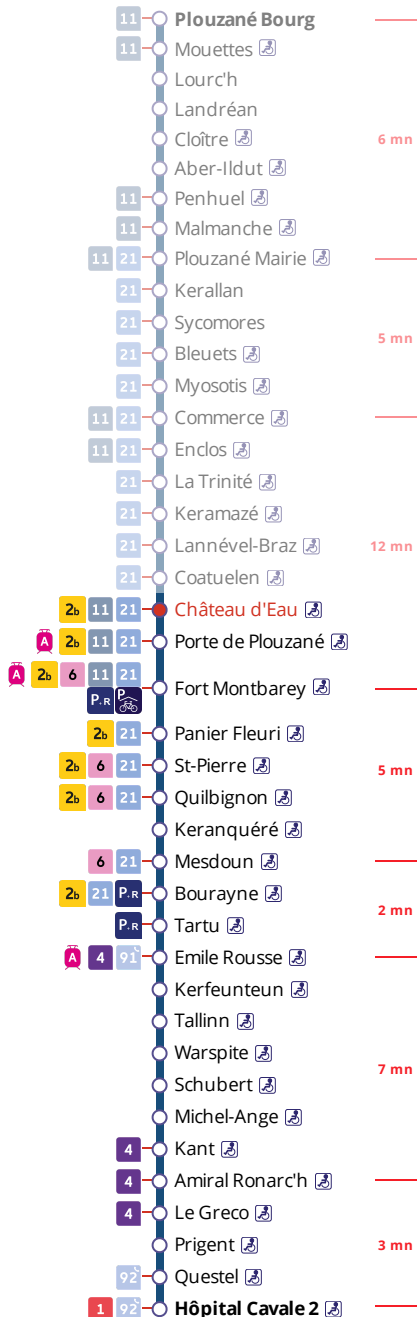 11 Plouzané Bourg
11 Mouettes
Lourc'h
Landréan
Cloître 6 mn
Aber-Ildut
11 Penhuel
11 Malmanche
11 21 Plouzané Mairie
21 Kerallan
21 Sycomores
5 mn
21 Bleuets
21 Myosotis
11 21 Commerce
11 21 Enclos
21 La Trinité
21 Keramazé
21 Lannével-Braz 12 mn
21 Coatuelen
2b 11 21 Château d'Eau
A 2b 11 21 Porte de Plouzané
A 2b 6 11 21
P.R P Fort Montbarey
2b 21 Panier Fleuri
2b 6 21 St-Pierre 5 mn
2b 6 21 Quilbignon
Keranquéré
6 21 Mesdoun
2b 21 P.R Bourayne
2 mn
P.R Tartu
A 4 91 Emile Rousse
Kerfeunteun
Tallinn
Warspite
7 mn
Schubert
Michel-Ange
4 Kant
4 Amiral Ronarc'h
4 Le Greco
Prigent 3 mn
92 Questel
1 92 Hôpital Cavale 2